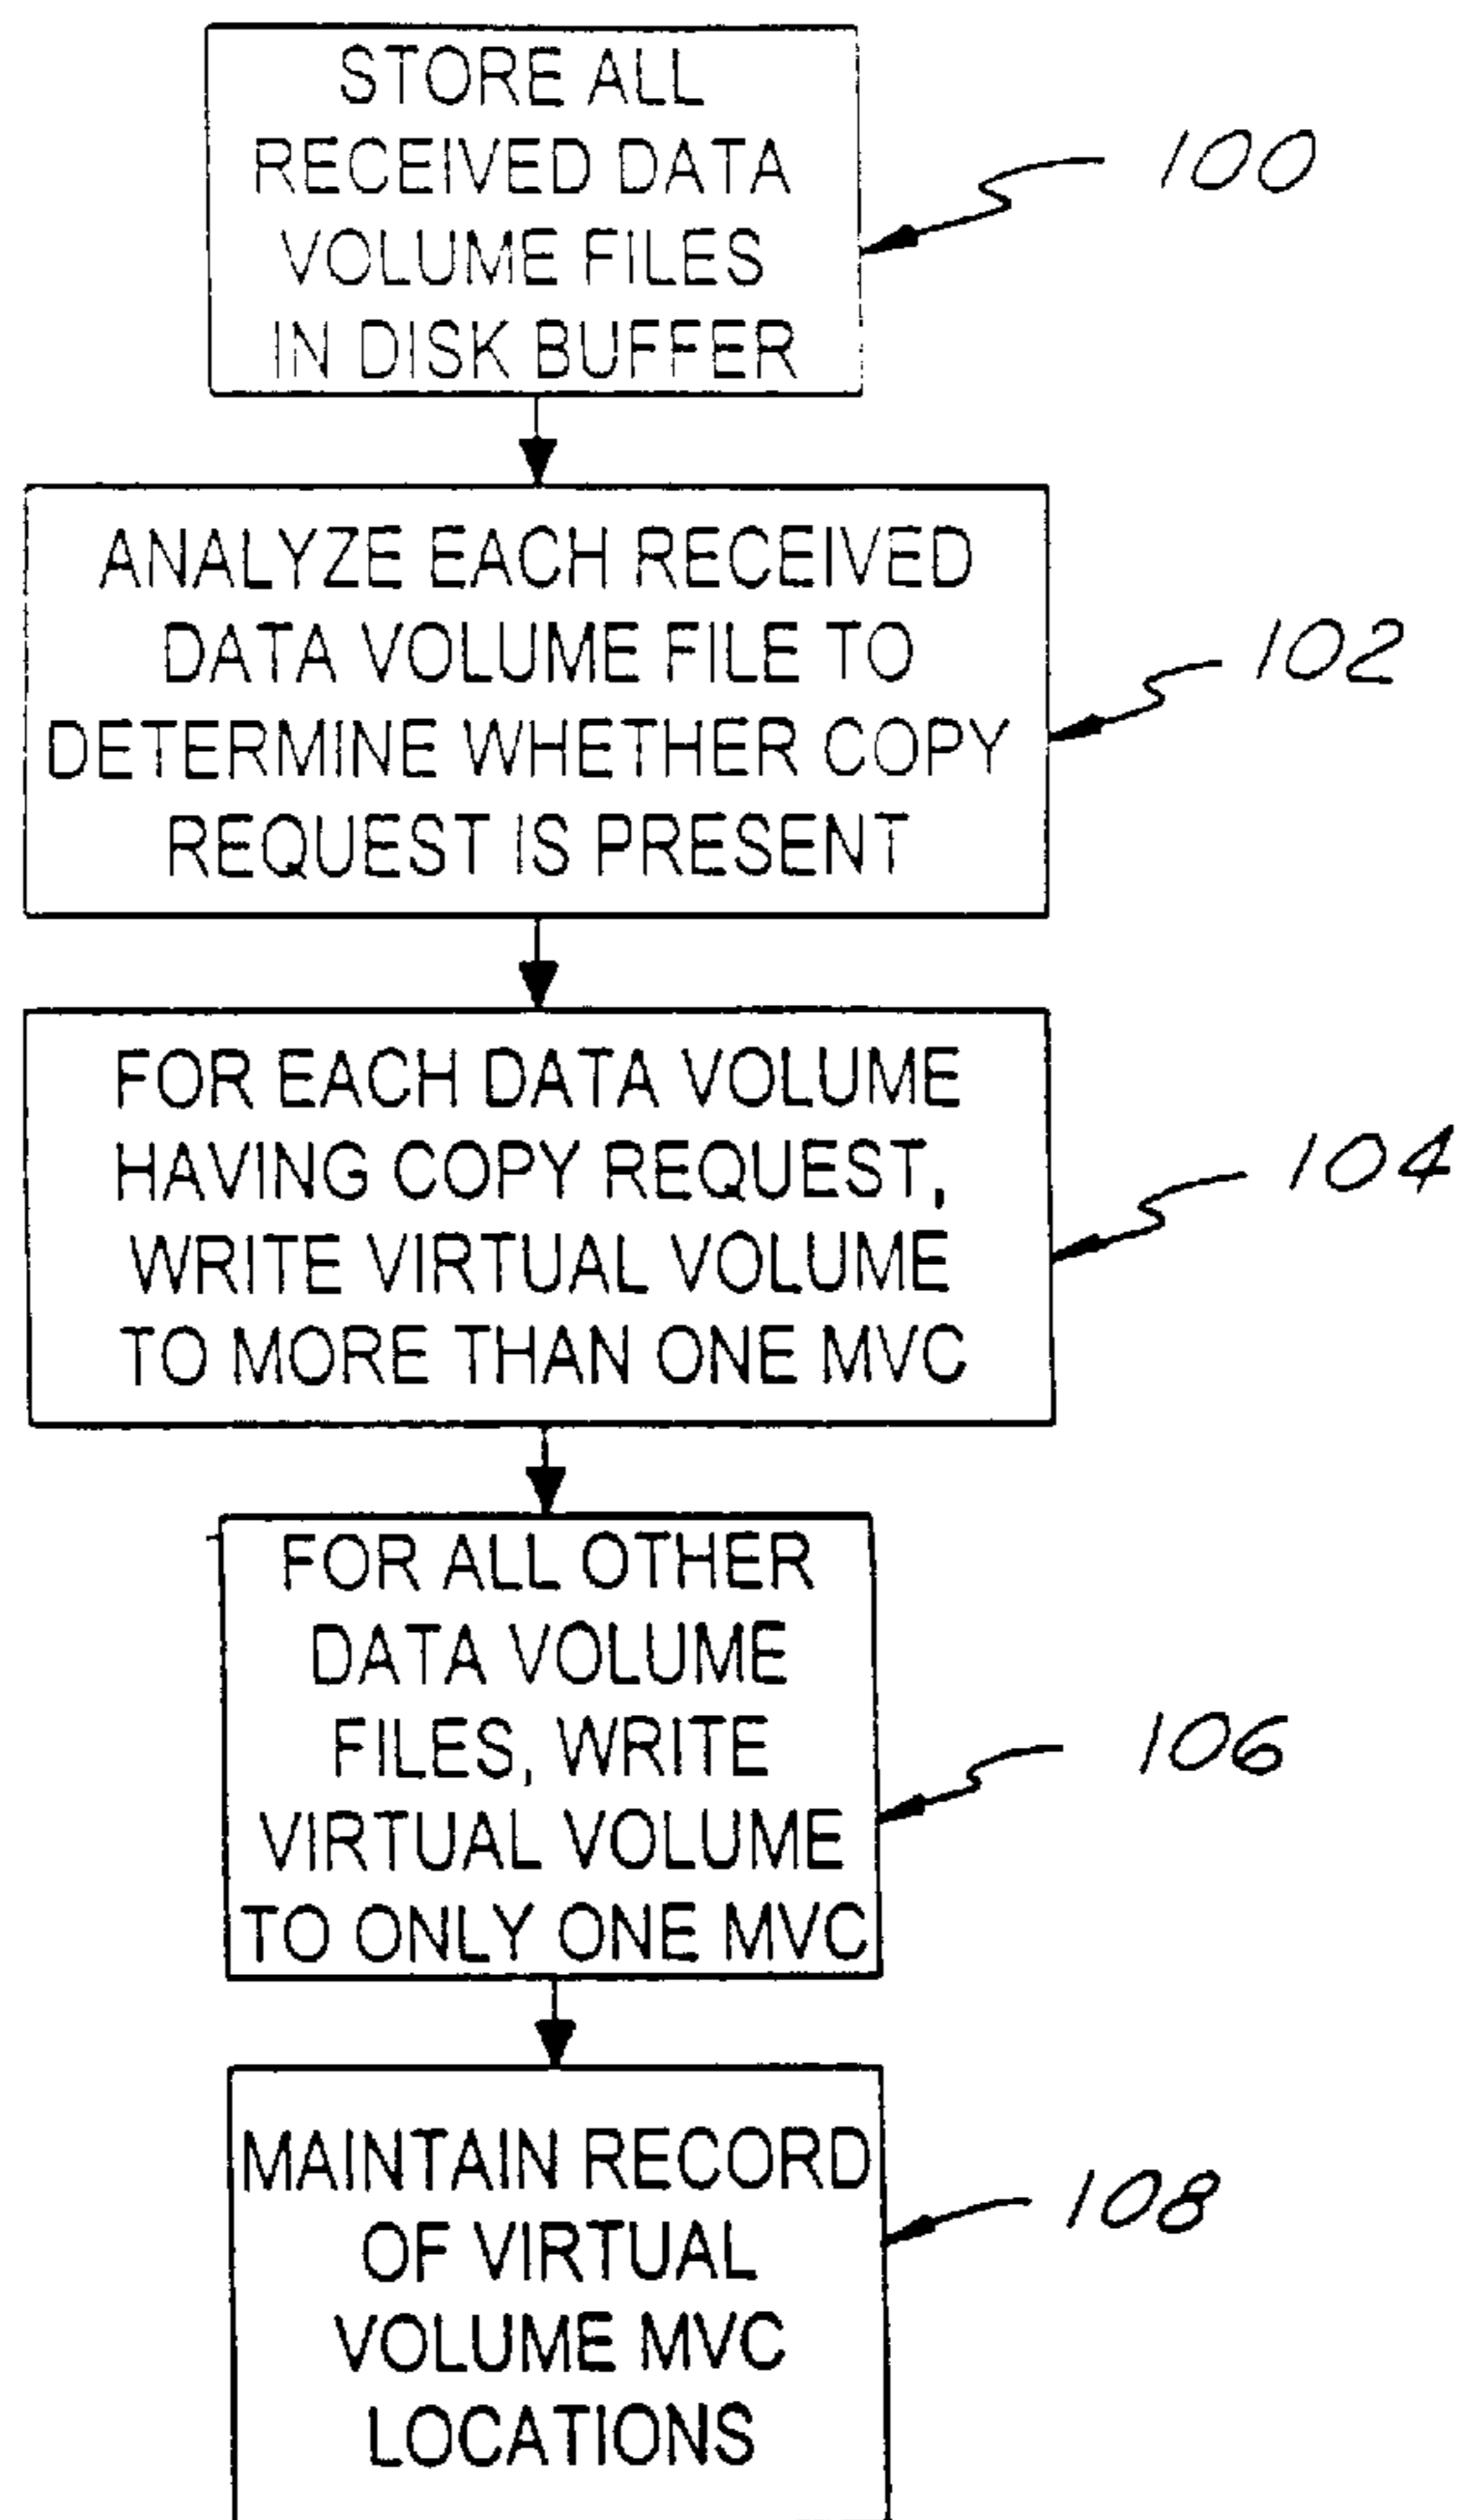 STORE ALL
RECEIVED DATA
VOLUME FILES
IN DISK BUFFER
100
ANALYZE EACH RECEIVED
DATA VOLUME FILE TO
DETERMINE WHETHER COPY
REQUEST IS PRESENT
102
FOR EACH DATA VOLUME
HAVING COPY REQUEST,
WRITE VIRTUAL VOLUME
TO MORE THAN ONE MVC
104
FOR ALL OTHER
DATA VOLUME
FILES, WRITE
VIRTUAL VOLUME
TO ONLY ONE MVC
106
MAINTAIN RECORD
OF VIRTUAL
VOLUME MVC
LOCATIONS
108